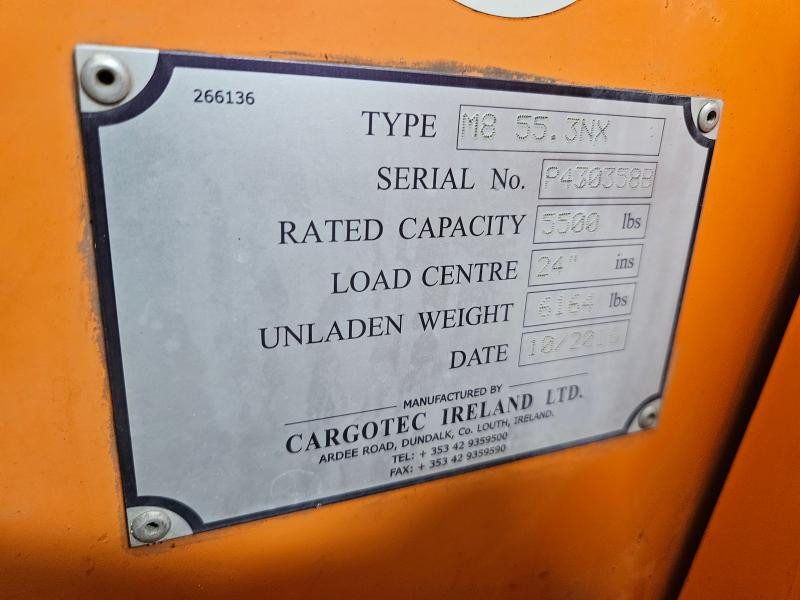 266136
TYPE M8 55.3NX
SERIAL No. P430358B
RATED CAPACITY 5500 lbs
LOAD CENTRE 24" ins
UNLADEN WEIGHT 6164 lbs
DATE
MANUFACTURED BY
CARGOTEC IRELAND LTD.
ARDEE ROAD, DUNDALK, Co. LOUTH, IRELAND.
TEL: + 353 42 9359500
FAX: + 353 42 9359590